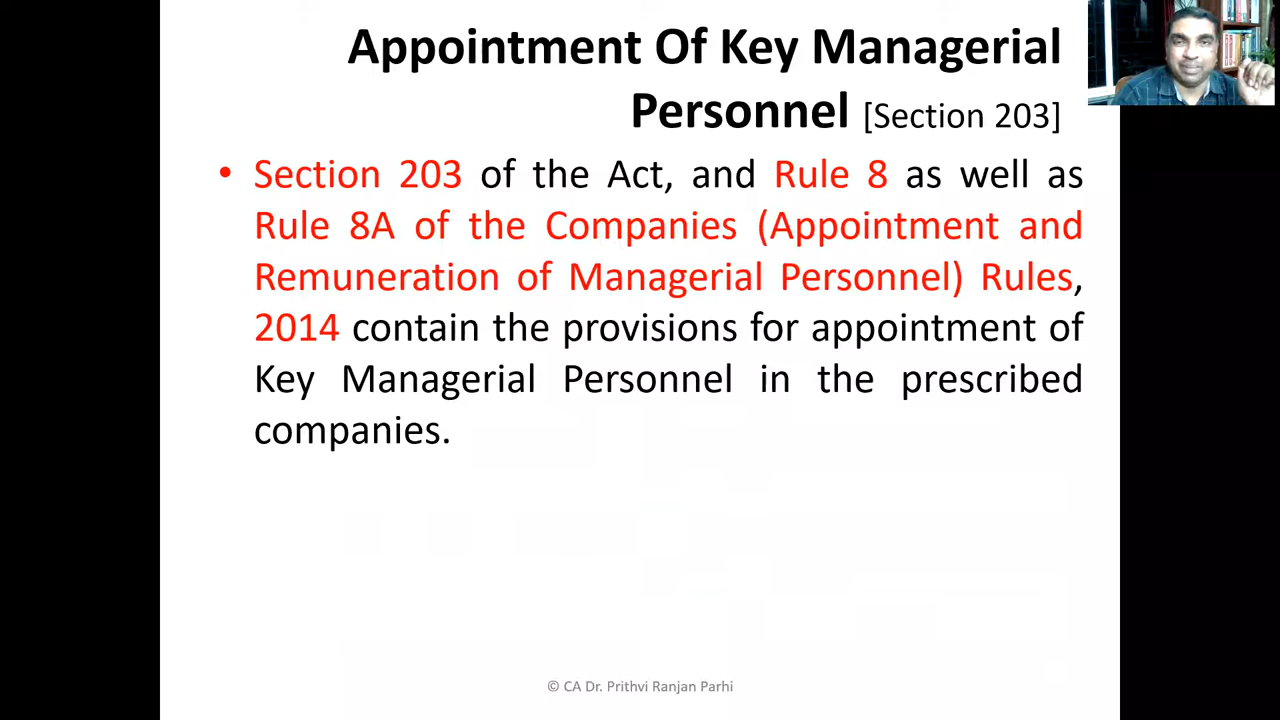 Appointment Of Key Managerial
Personnel [Section 203]
• Section 203 of the Act, and Rule 8 as well as
Rule 8A of the Companies (Appointment and
Remuneration of Managerial Personnel) Rules,
2014 contain the provisions for appointment of
Key Managerial Personnel in the prescribed
companies.
© CA Dr. Prithvi Ranjan Parhi